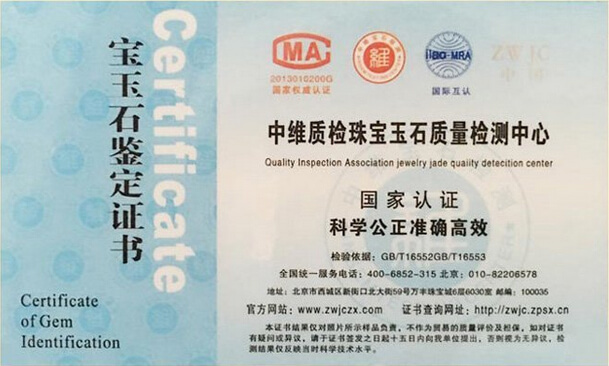 宝玉石鉴定证书
Certificate
Certificate
of Gem
Identification
MA
2013010200G
国家权威认证
ilac-MRA
国际互认
ZWJC
中维质检珠宝玉石质量检测中心
Quality Inspection Association jewelry jade quaiity detecition center
国家认证
科学公正准确高效
检验依据：GB/T16552GB/T16553
全国统一服务电话：400-6852-315 北京：010-82206578
地址：北京市西城区新街口北大街59号万丰珠宝城6层6030室 邮编：100035
官方网站：www.zwjczx.com 证书查询网站：http://zwjc.zpsx.cn
本证书结果仅对照片所示样品负责，不作为贸易的质量评价及担保，如对证书
有疑问或异议，请于证书签发之日起十五日内向我单位提出，否则视为无异议，检
测结果仅反映当时科学技术水平。